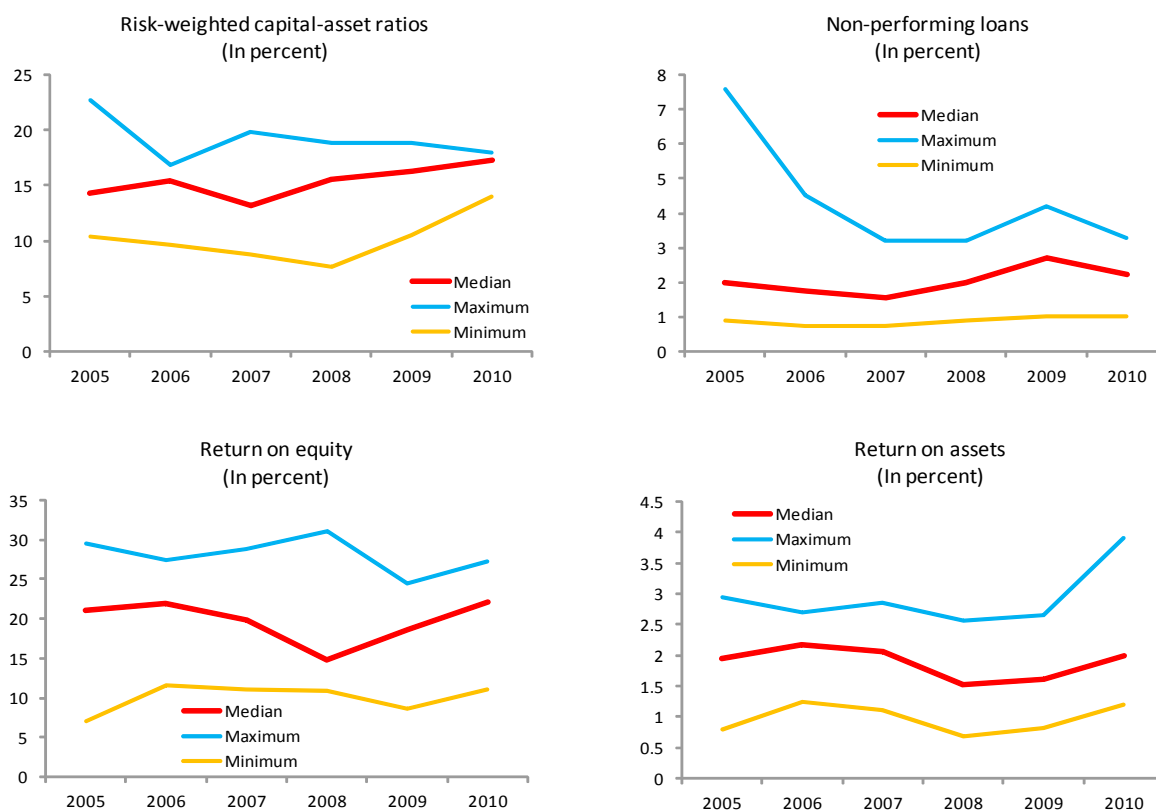 Risk-weighted capital-asset ratios
(In percent)
25
20
15
10
5
0
Median
Maximum
Minimum
2005 2006 2007 2008 2009 2010
Non-performing loans
(In percent)
8
7
6
5
4
3
2
1
0
Median
Maximum
Minimum
2005 2006 2007 2008 2009 2010
Return on equity
(In percent)
35
30
25
20
15
10
5
0
Median
Maximum
Minimum
2005 2006 2007 2008 2009 2010
Return on assets
(In percent)
4.5
4
3.5
3
2.5
2
1.5
1
0.5
0
Median
Maximum
Minimum
2005 2006 2007 2008 2009 2010